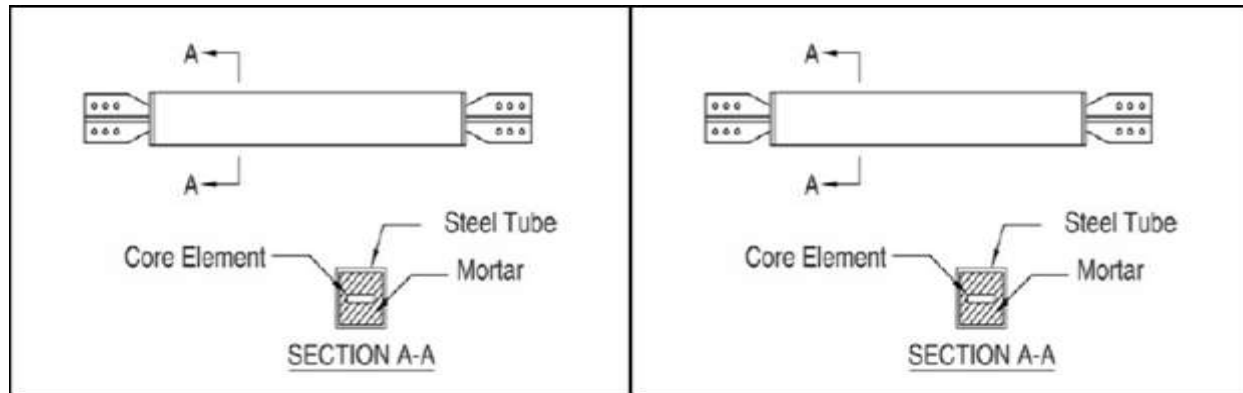 A
A
Steel Tube
Core Element
Mortar
SECTION A-A
A
A
Steel Tube
Core Element
Mortar
SECTION A-A